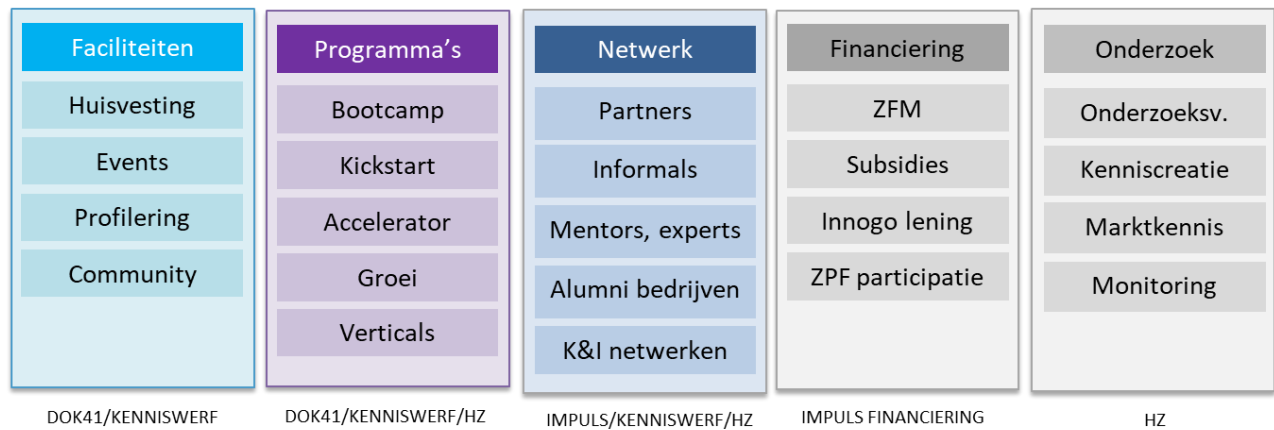 Faciliteiten
Huisvesting
Events
Profilering
Community
DOK41/KENNISWERF
Programma's
Bootcamp
Kickstart
Accelerator
Groei
Verticals
DOK41/KENNISWERF/HZ
Netwerk
Partners
Informals
Mentors, experts
Alumni bedrijven
K&I netwerken
IMPULS/KENNISWERF/HZ
Financiering
ZFM
Subsidies
Innogo lening
ZPF participatie
IMPULS FINANCIERING
Onderzoek
Onderzoeksv.
Kenniscreatie
Marktkennis
Monitoring
HZ